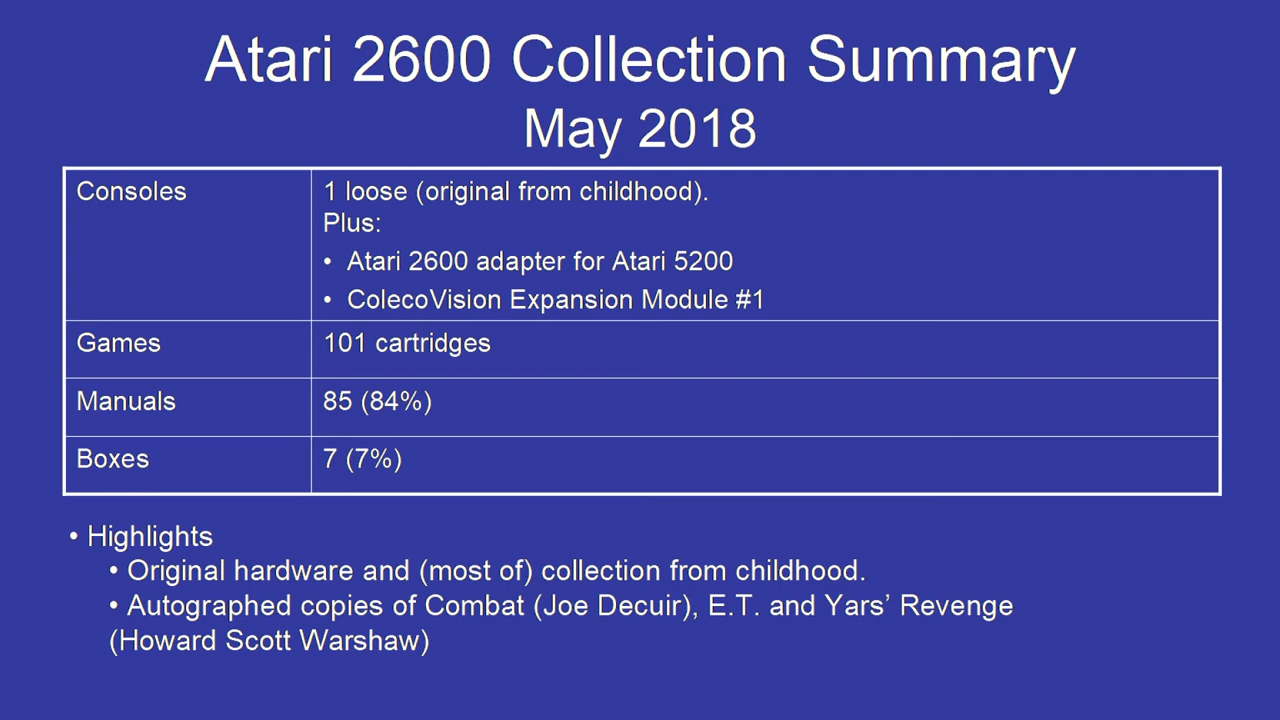 Atari 2600 Collection Summary
May 2018
Consoles
1 loose (original from childhood).
Plus:
• Atari 2600 adapter for Atari 5200
• ColecoVision Expansion Module #1
Games
101 cartridges
Manuals
85 (84%)
Boxes
7 (7%)
• Highlights
• Original hardware and (most of) collection from childhood.
• Autographed copies of Combat (Joe Decuir), E.T. and Yars’ Revenge
(Howard Scott Warshaw)